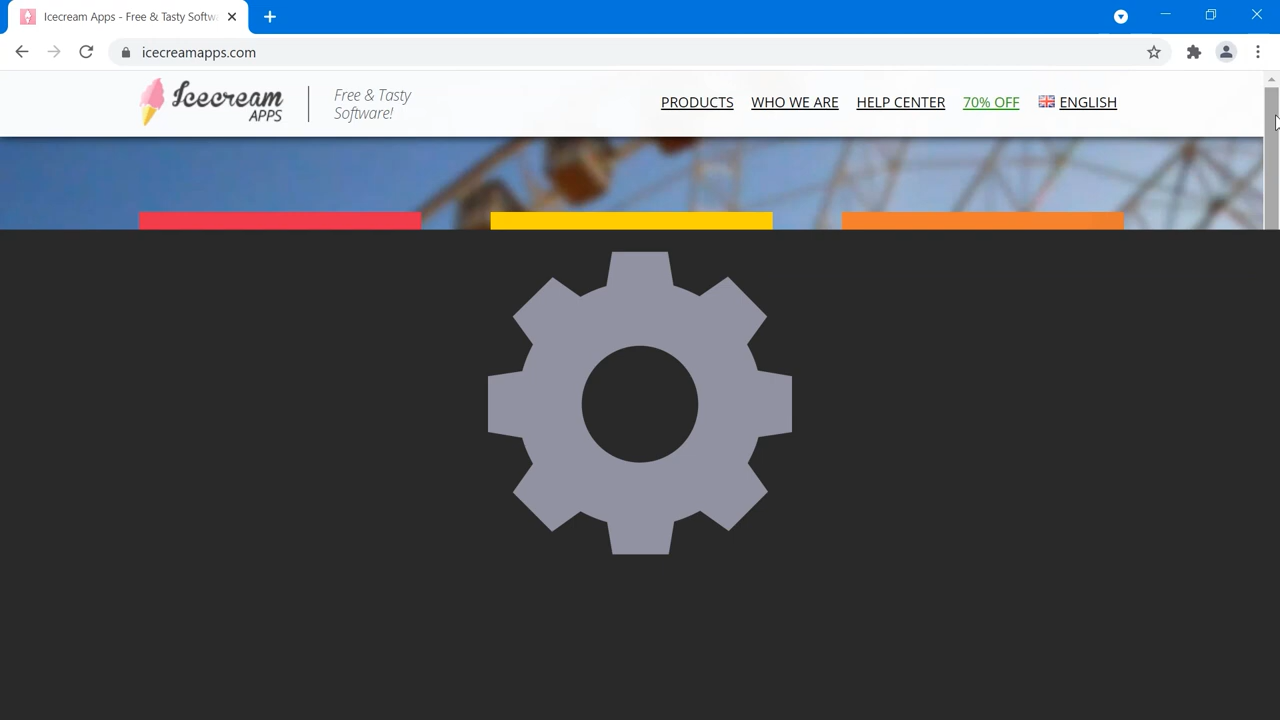 Icecream Apps - Free & Tasty Softw
icecreamapps.com
Icecream
APPS
Free & Tasty
Software!
PRODUCTS
WHO WE ARE
HELP CENTER
70% OFF
ENGLISH